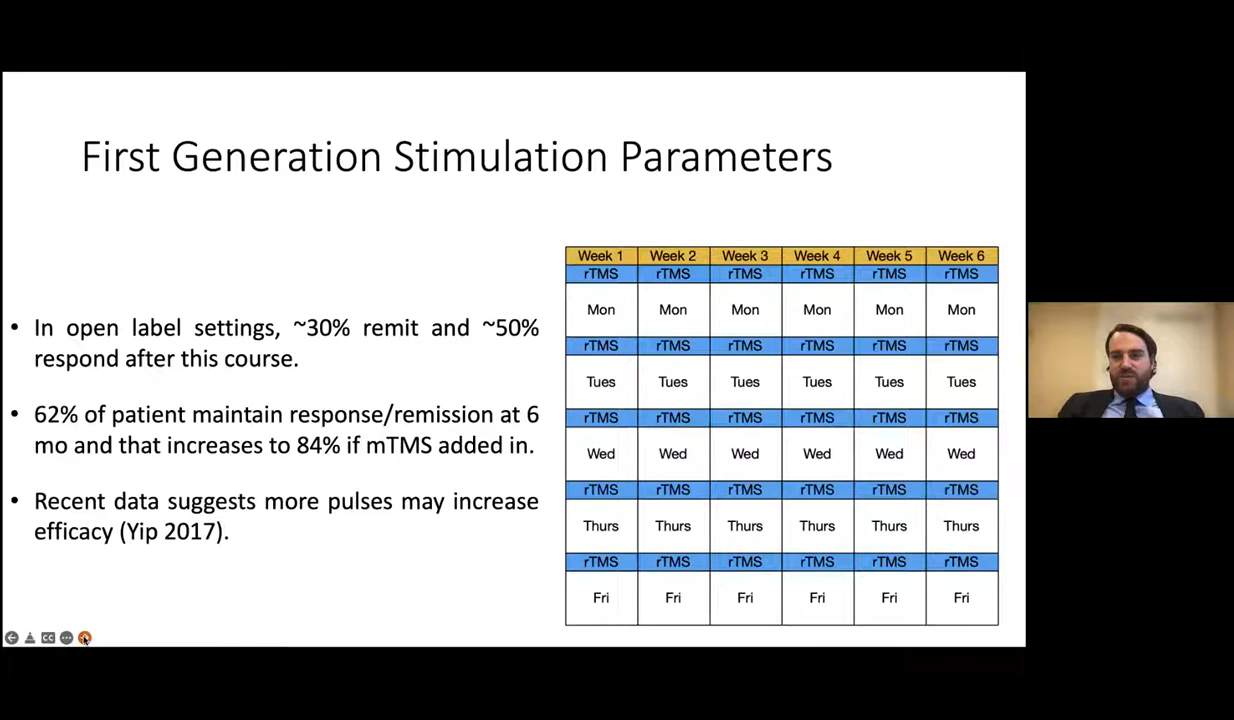 First Generation Stimulation Parameters
• In open label settings, ~30% remit and ~50%
respond after this course.
• 62% of patient maintain response/remission at 6
mo and that increases to 84% if mTMS added in.
• Recent data suggests more pulses may increase
efficacy (Yip 2017).
Week 1 Week 2 Week 3 Week 4 Week 5 Week 6
rTMS rTMS rTMS rTMS rTMS rTMS
Mon Mon Mon Mon Mon Mon
rTMS rTMS rTMS rTMS rTMS rTMS
Tues Tues Tues Tues Tues Tues
rTMS rTMS rTMS rTMS rTMS rTMS
Wed Wed Wed Wed Wed Wed
rTMS rTMS rTMS rTMS rTMS rTMS
Thurs Thurs Thurs Thurs Thurs Thurs
rTMS rTMS rTMS rTMS rTMS rTMS
Fri Fri Fri Fri Fri Fri
CC